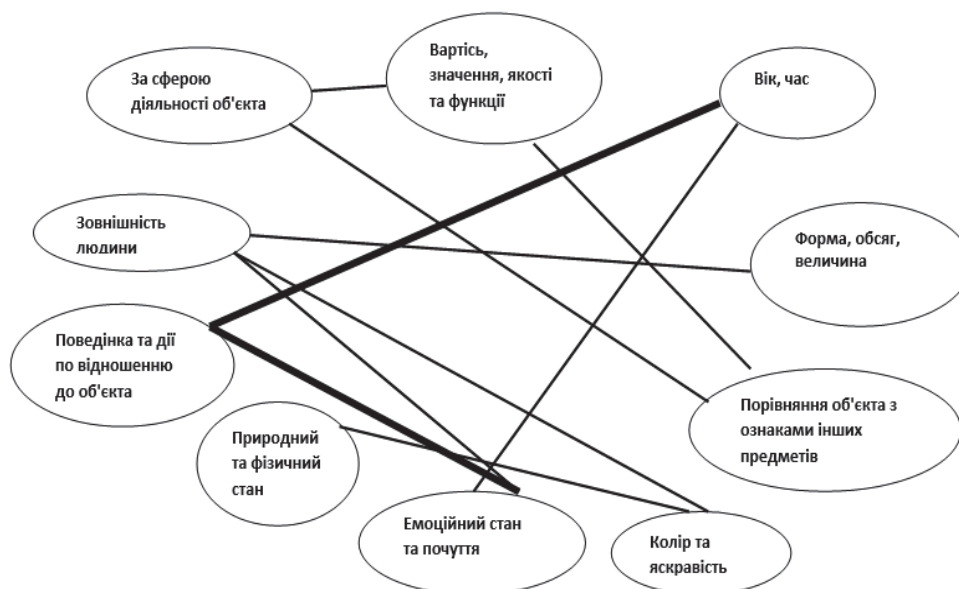 За сферою
діяльності об'єкта
Вартісь,
значення, якості
та функції
Вік, час
Зовнішність
людини
Форма, обсяг,
величина
Поведінка та дії
по відношенню
до об'єкта
Порівняння об'єкта з
ознаками інших
предметів
Природний
та фізичний
стан
Емоційний стан
та почуття
Колір та
яскравість